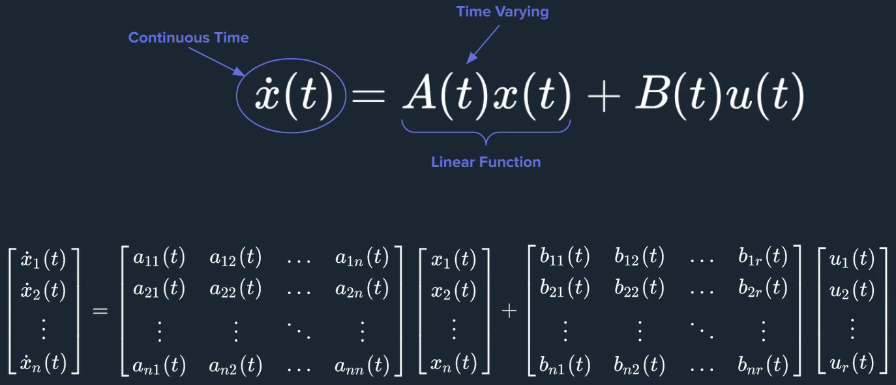 Time Varying
Continuous Time
ẋ(t) = A(t)x(t) + B(t)u(t)
Linear Function
[ẋ₁(t) ẋ₂(t) ⋮ ẋₙ(t)] = [a₁₁(t) a₁₂(t) … a₁ₙ(t) a₂₁(t) a₂₂(t) … a₂ₙ(t) ⋮ ⋮ ⋱ ⋮ aₙ₁(t) aₙ₂(t) … aₙₙ(t)] [x₁(t) x₂(t) ⋮ xₙ(t)] + [b₁₁(t) b₁₂(t) … b₁ᵣ(t) b₂₁(t) b₂₂(t) … b₂ᵣ(t) ⋮ ⋮ ⋱ ⋮ bₙ₁(t) bₙ₂(t) … bₙᵣ(t)] [u₁(t) u₂(t) ⋮ uᵣ(t)]